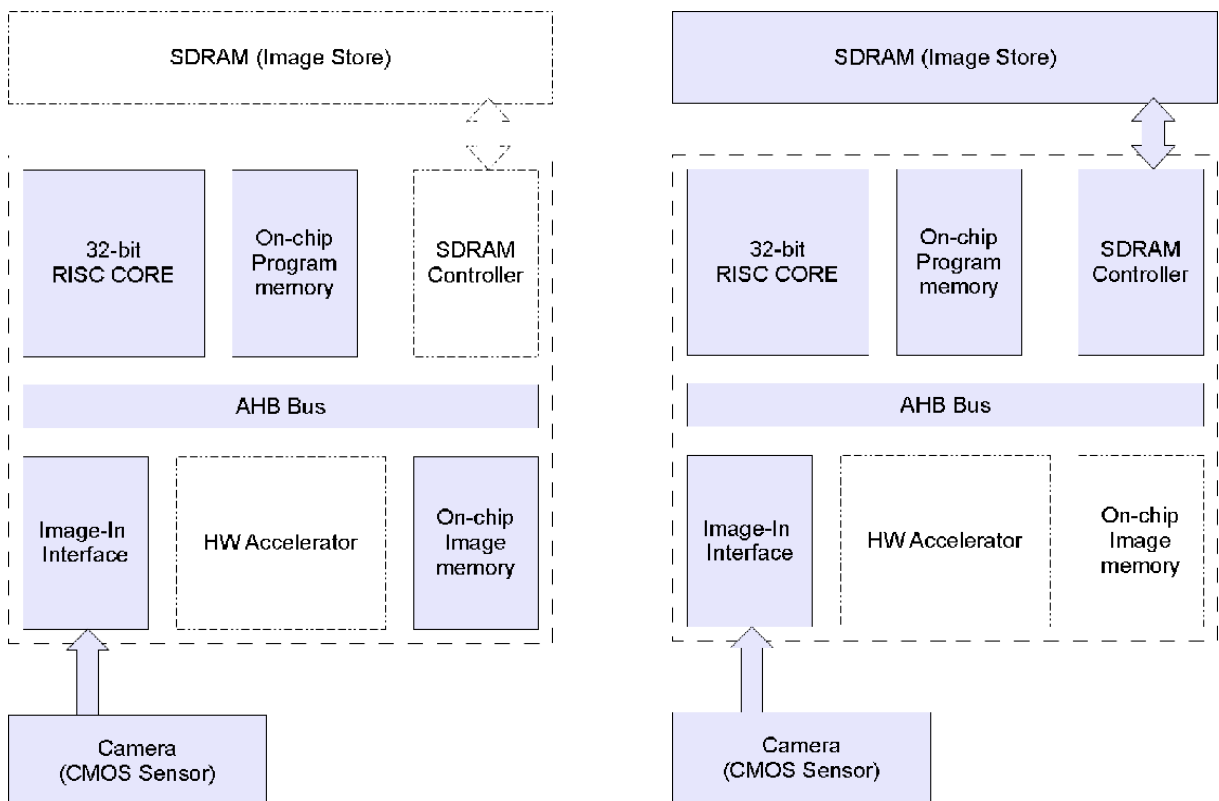 SDRAM (Image Store)
32-bit
RISC CORE
On-chip
Program
memory
SDRAM
Controller
AHB Bus
Image-In
Interface
HW Accelerator
On-chip
Image
memory
Camera
(CMOS Sensor)
SDRAM (Image Store)
32-bit
RISC CORE
On-chip
Program
memory
SDRAM
Controller
AHB Bus
Image-In
Interface
HW Accelerator
On-chip
Image
memory
Camera
(CMOS Sensor)